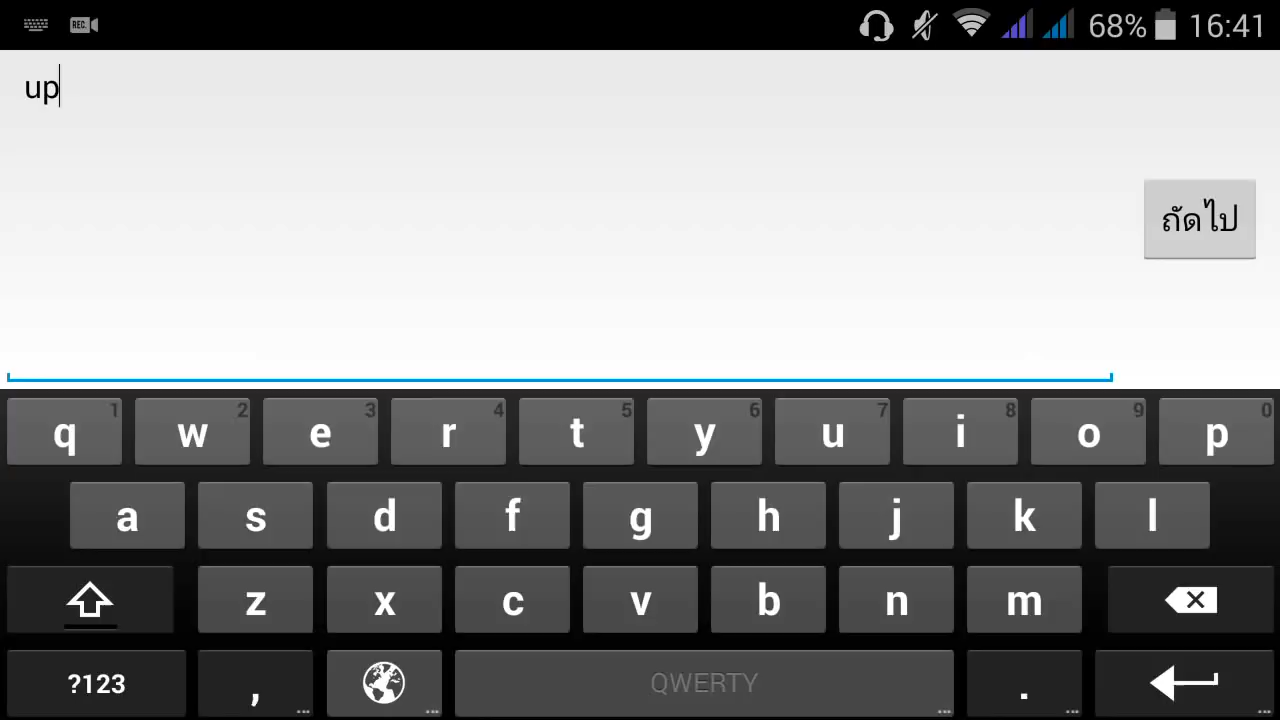 REC.
68% 16:41
up
ถัดไป
q 1 w 2 e 3 r 4 t 5 y 6 u 7 i 8 o 9 p 0
a s d f g h j k l
z x c v b n m
?123 , ... ... QWERTY ... . ... ...